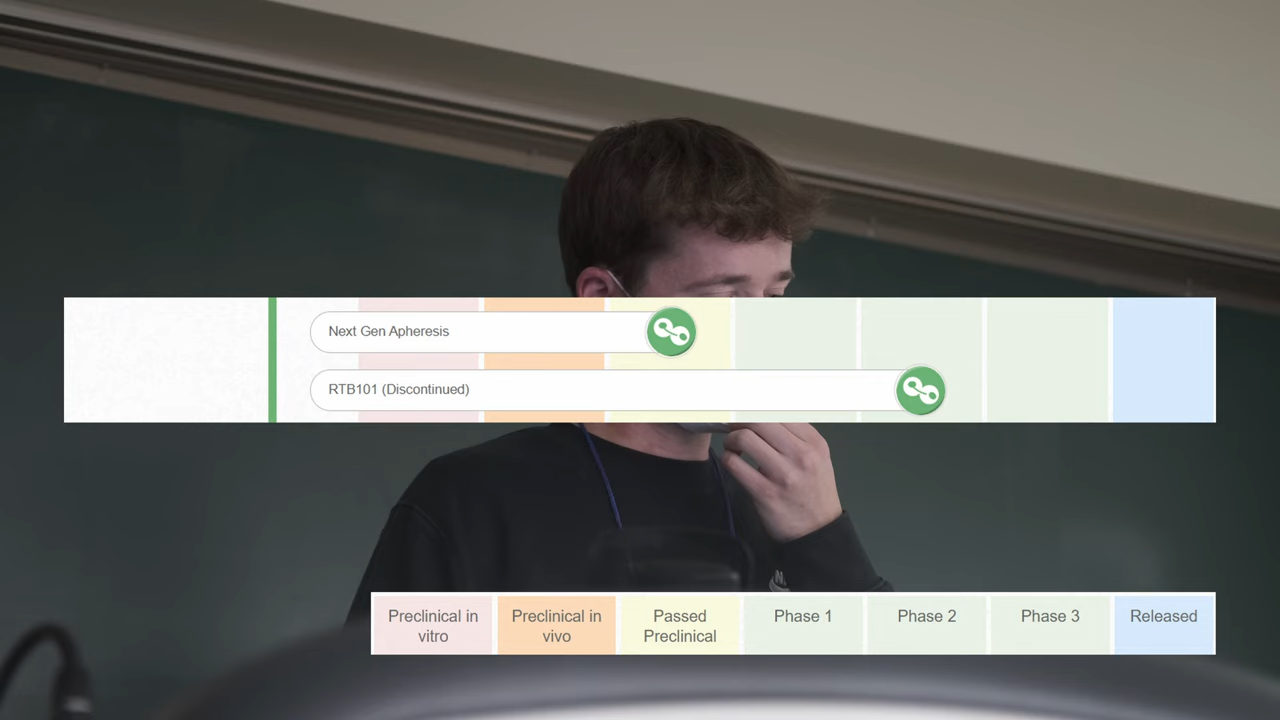 Next Gen Apheresis
RTB101 (Discontinued)
Preclinical in
vitro
Preclinical in
vivo
Passed
Preclinical
Phase 1
Phase 2
Phase 3
Released